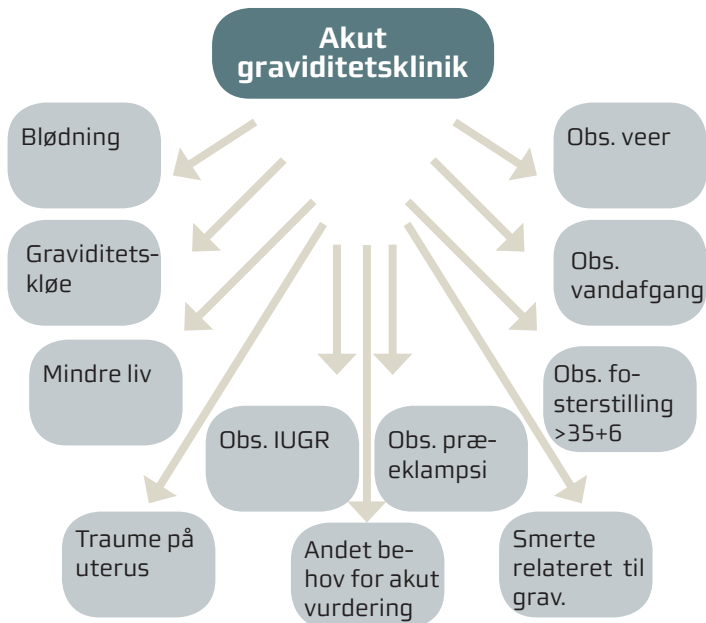 Akut
graviditetsklinik
Blødning
Obs. veer
Graviditets-
kløe
Obs.
vandafgang
Mindre liv
Obs. fo-
sterstilling
>35+6
Obs. IUGR
Obs. præ-
eklampsi
Traume på
uterus
Andet be-
hov for akut
vurdering
Smerte
relateret til
grav.